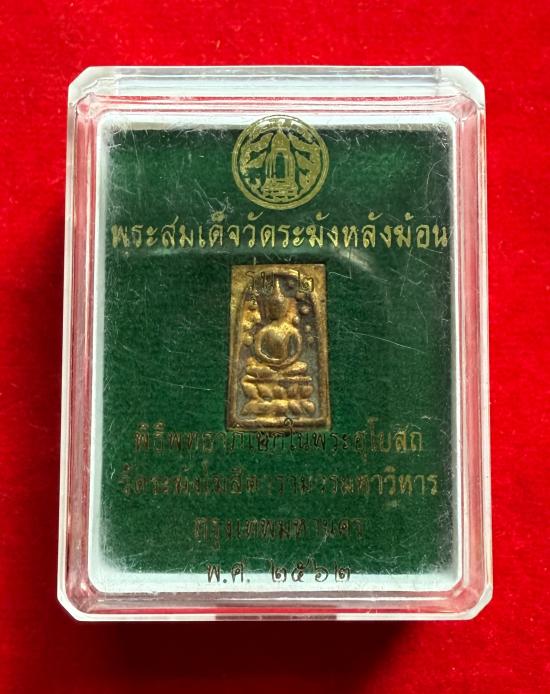 พระสมเด็จวัดระฆังหลังฆ้อน
รุ่น ๒
พิธีพุทธาภิเษกในพระอุโบสถ
วัดระฆังโฆสิตารามวรมหาวิหาร
กรุงเทพมหานคร
พ.ศ. ๒๕๖๒